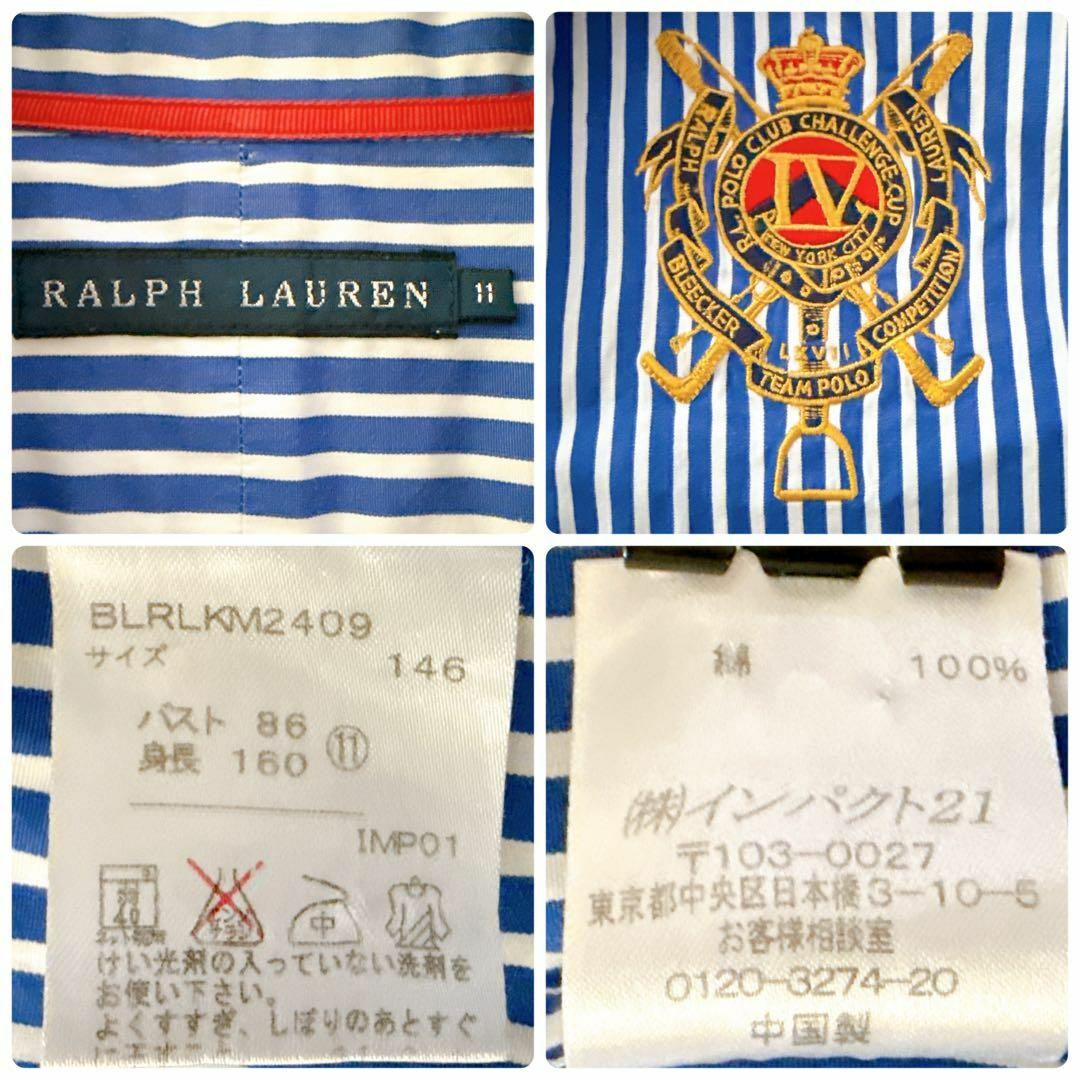 RALPH LAUREN 11
RALPH
LAUREN
R.L. POLO CLUB CHALLENGE-CUP
IV
NEW YORK CITY
BLEECKER
COMPETITION
LXVII
TEAM POLO
BLRLKM2409
サイズ
146
バスト 86
身長 160
⑪
IMP01
40
中
けい光剤の入っていない洗剤を
お使い下さい。
よくすすぎ、しぼりのあとすぐ
綿 100%
(株)インパクト21
〒103-0027
東京都中央区日本橋3-10-5
お客様相談室
0120-3274-20
中国製